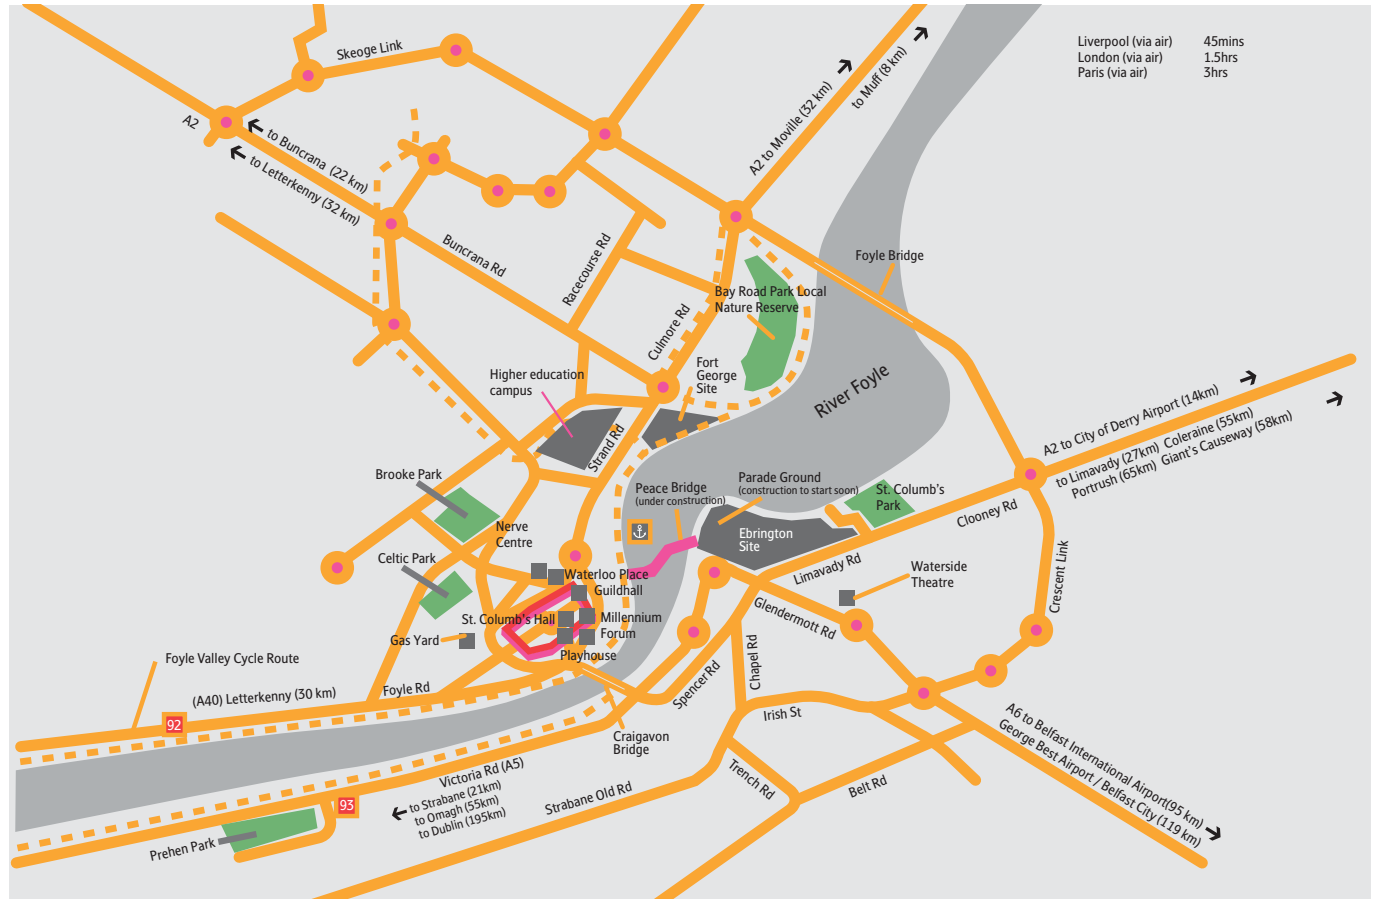 Skeoge Link
Liverpool (via air) 45mins
London (via air) 1.5hrs
Paris (via air) 3hrs
A2
to Buncrana (22 km)
to Letterkenny (32 km)
A2 to Moville (32 km)
to Muff (8 km)
Buncrana Rd
Racecourse Rd
Foyle Bridge
Bay Road Park Local
Nature Reserve
Culmore Rd
Higher education
campus
Fort
George
Site
River Foyle
A2 to City of Derry Airport (14km)
to Limavady (27km) Coleraine (55km)
Portrush (65km) Giant's Causeway (58km)
Strand Rd
Brooke Park
Peace Bridge
(under construction)
Parade Ground
(construction to start soon)
St. Columb's
Park
Clooney Rd
Nerve
Centre
Ebrington
Site
Celtic Park
Waterloo Place
Guildhall
Limavady Rd
Waterside
Theatre
Crescent Link
St. Columb's Hall
Millennium
Forum
Glendermott Rd
Gas Yard
Playhouse
Chapel Rd
Spencer Rd
Foyle Valley Cycle Route
(A40) Letterkenny (30 km)
Foyle Rd
92
Irish St
Craigavon
Bridge
A6 to Belfast International Airport(95 km)
George Best Airport / Belfast City (119 km)
Victoria Rd (A5)
to Strabane (21km)
to Omagh (55km)
to Dublin (195km)
93
Strabane Old Rd
Trench Rd
Belt Rd
Prehen Park